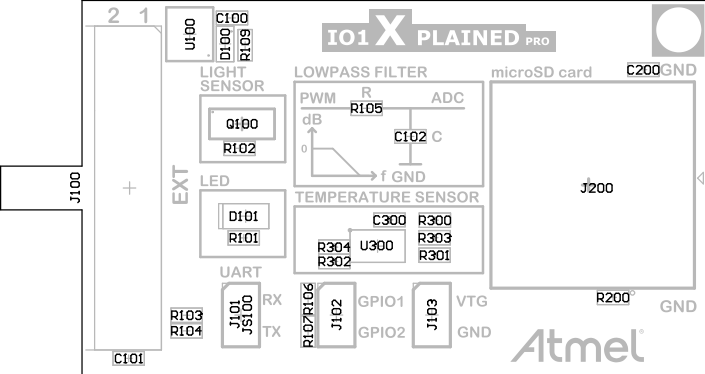 2 1
U100
C100
D100
R109
IO1 XPLAINED PRO
C200
GND
LIGHT SENSOR
Q100
R102
LOWPASS FILTER
PWM
R
R105
ADC
dB
0
C102
C
f GND
microSD card
J200
J100
EXT
LED
D101
R101
TEMPERATURE SENSOR
C300
R300
R303
R301
R304
R302
U300
UART
J101
JS100
RX
TX
R103
R104
C101
R106
R107
J102
GPIO1
GPIO2
J103
VTG
GND
R200
GND
Atmel